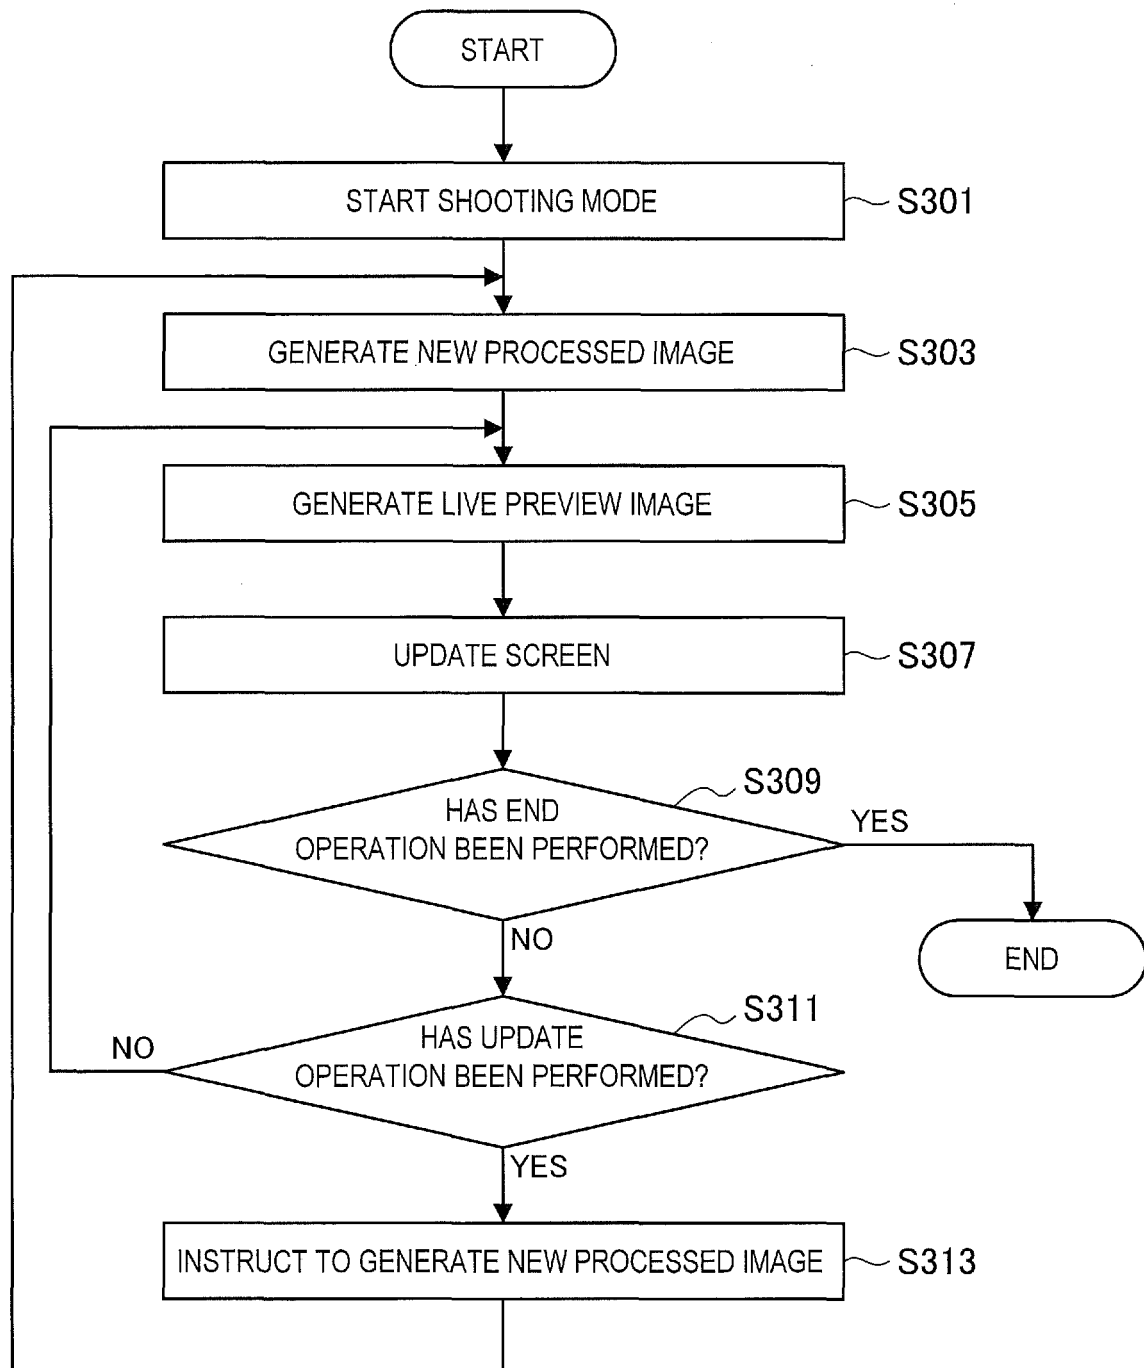 START
START SHOOTING MODE
S301
GENERATE NEW PROCESSED IMAGE
S303
GENERATE LIVE PREVIEW IMAGE
S305
UPDATE SCREEN
S307
HAS END
OPERATION BEEN PERFORMED?
S309
YES
NO
END
HAS UPDATE
OPERATION BEEN PERFORMED?
S311
NO
YES
INSTRUCT TO GENERATE NEW PROCESSED IMAGE
S313